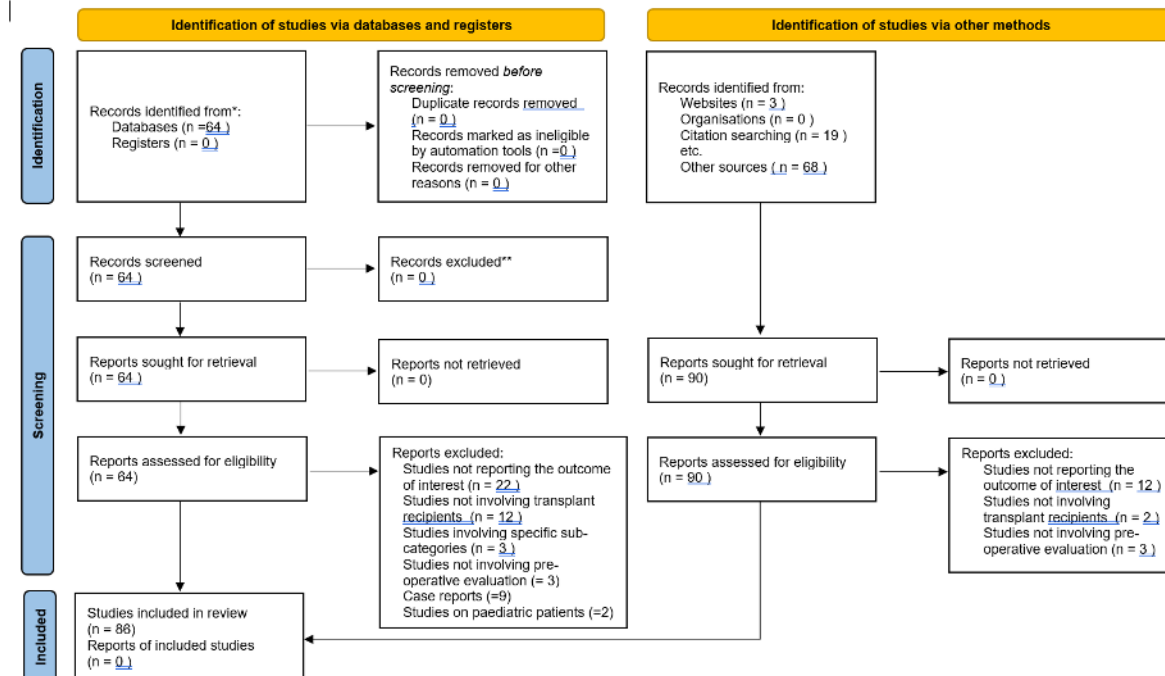 Identification of studies via databases and registers
Identification of studies via other methods
Identification
Records identified from*:
Databases (n =64 )
Registers (n = 0 )
Records removed before
screening:
Duplicate records removed
(n = 0 )
Records marked as ineligible
by automation tools (n =0 )
Records removed for other
reasons (n = 0 )
Records identified from:
Websites (n = 3 )
Organisations (n = 0 )
Citation searching (n = 19 )
etc.
Other sources ( n = 68 )
Screening
Records screened
(n = 64 )
Records excluded**
(n = 0 )
Reports sought for retrieval
(n = 64 )
Reports not retrieved
(n = 0)
Reports sought for retrieval
(n = 90)
Reports not retrieved
(n = 0 )
Reports assessed for eligibility
(n = 64)
Reports excluded:
Studies not reporting the outcome
of interest (n = 22 )
Studies not involving transplant
recipients (n = 12 )
Studies involving specific sub-
categories (n = 3 )
Studies not involving pre-
operative evaluation (= 3)
Case reports (=9)
Studies on paediatric patients (=2)
Reports assessed for eligibility
(n = 90 )
Reports excluded:
Studies not reporting the
outcome of interest (n = 12 )
Studies not involving
transplant recipients (n = 2 )
Studies not involving pre-
operative evaluation (n = 3 )
Included
Studies included in review
(n = 86)
Reports of included studies
(n = 0 )